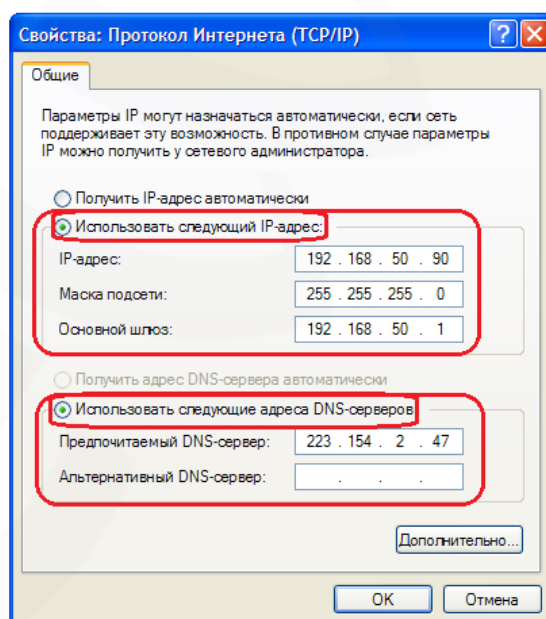 Свойства: Протокол Интернета (TCP/IP)
Общие
Параметры IP могут назначаться автоматически, если сеть
поддерживает эту возможность. В противном случае параметры
IP можно получить у сетевого администратора.
Получить IP-адрес автоматически
Использовать следующий IP-адрес:
IP-адрес: 192 . 168 . 50 . 90
Маска подсети: 255 . 255 . 255 . 0
Основной шлюз: 192 . 168 . 50 . 1
Получить адрес DNS-сервера автоматически
Использовать следующие адреса DNS-серверов
Предпочитаемый DNS-сервер: 223 . 154 . 2 . 47
Альтернативный DNS-сервер: . . .
Дополнительно...
OK Отмена